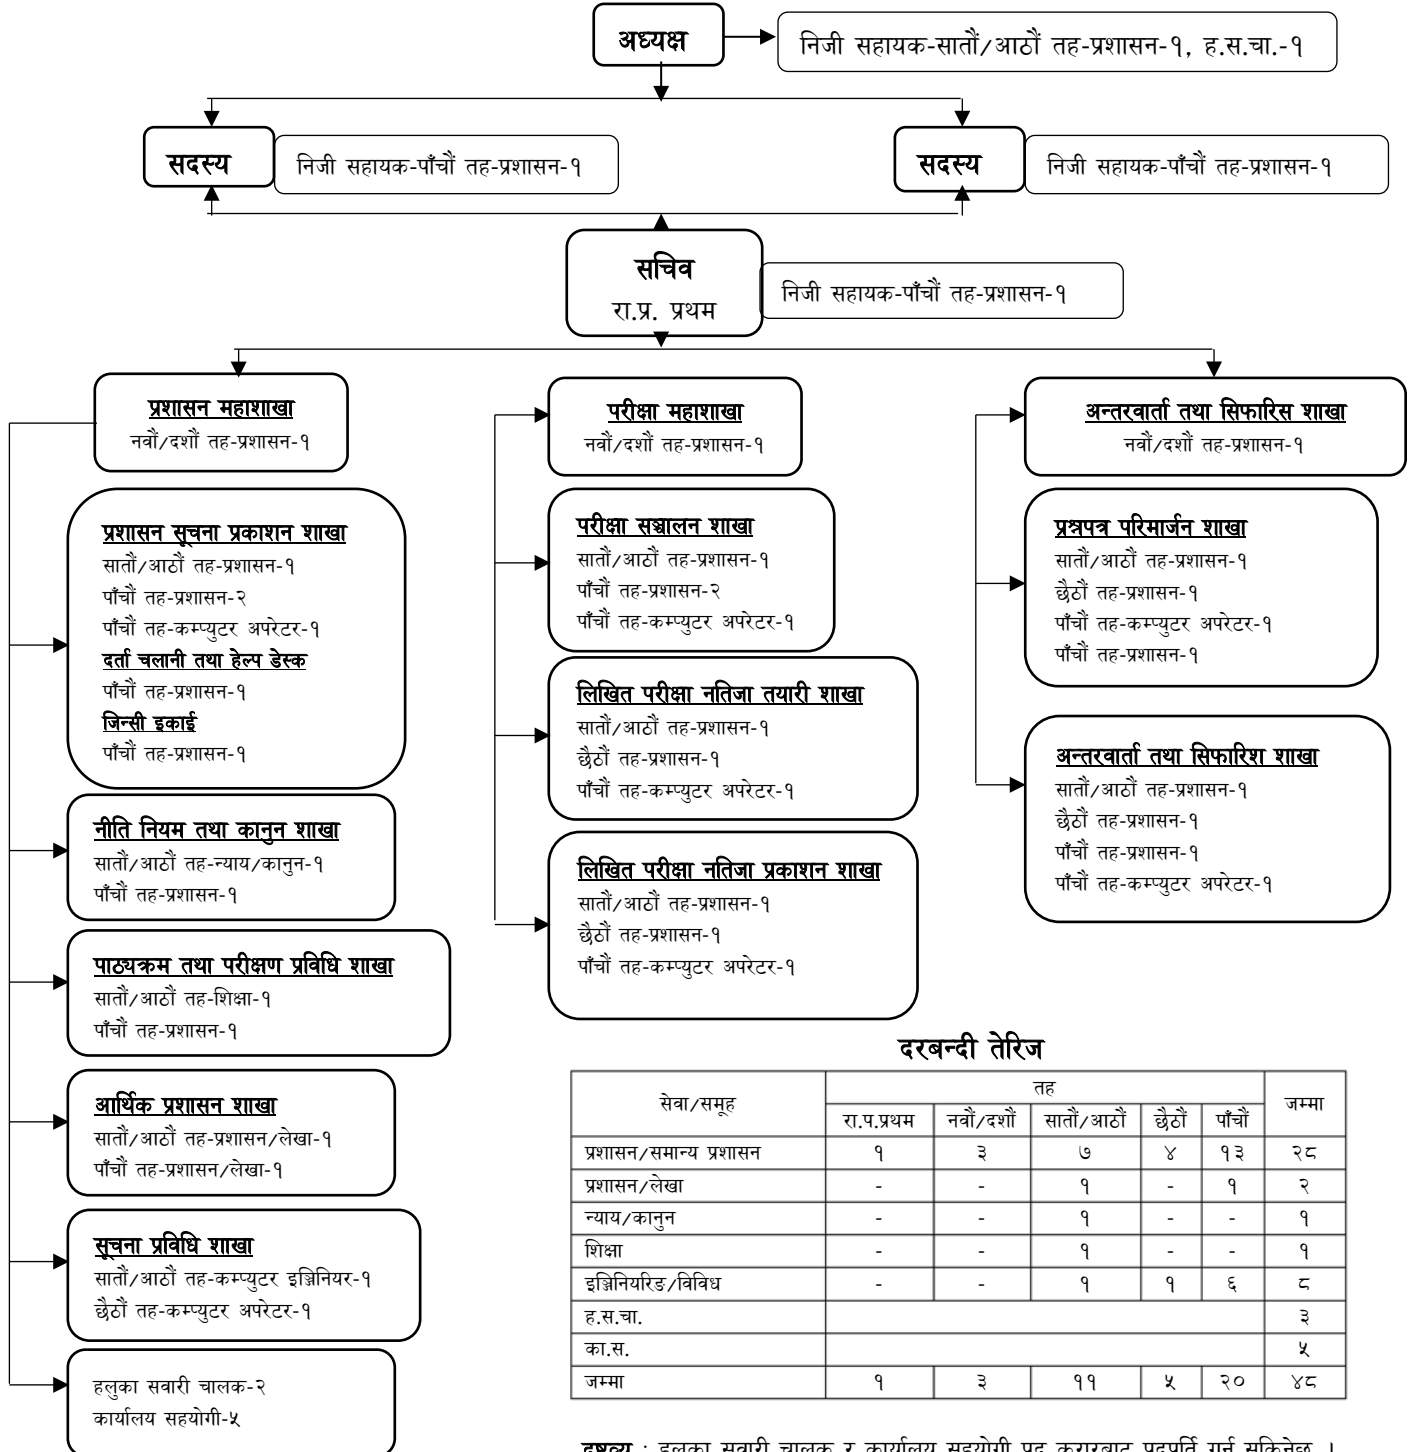 अध्यक्ष
निजी सहायक-सातौं/आठौं तह-प्रशासन-१, ह.स.चा.-१
सदस्य
निजी सहायक-पाँचौं तह-प्रशासन-१
सदस्य
निजी सहायक-पाँचौं तह-प्रशासन-१
सचिव
रा.प्र. प्रथम
निजी सहायक-पाँचौं तह-प्रशासन-१
प्रशासन महाशाखा
नवौं/दशौं तह-प्रशासन-१
प्रशासन सूचना प्रकाशन शाखा
सातौं/आठौं तह-प्रशासन-१
पाँचौं तह-प्रशासन-२
पाँचौं तह-कम्प्युटर अपरेटर-१
दर्ता चलानी तथा हेल्प डेस्क
पाँचौं तह-प्रशासन-१
जिन्सी इकाई
पाँचौं तह-प्रशासन-१
नीति नियम तथा कानुन शाखा
सातौं/आठौं तह-न्याय/कानुन-१
पाँचौं तह-प्रशासन-१
पाठ्यक्रम तथा परीक्षण प्रविधि शाखा
सातौं/आठौं तह-शिक्षा-१
पाँचौं तह-प्रशासन-१
आर्थिक प्रशासन शाखा
सातौं/आठौं तह-प्रशासन/लेखा-१
पाँचौं तह-प्रशासन/लेखा-१
सूचना प्रविधि शाखा
सातौं/आठौं तह-कम्प्युटर इञ्जिनियर-१
छैठौं तह-कम्प्युटर अपरेटर-१
हलुका सवारी चालक-२
कार्यालय सहयोगी-५
परीक्षा महाशाखा
नवौं/दशौं तह-प्रशासन-१
परीक्षा सञ्चालन शाखा
सातौं/आठौं तह-प्रशासन-१
पाँचौं तह-प्रशासन-२
पाँचौं तह-कम्प्युटर अपरेटर-१
लिखित परीक्षा नतिजा तयारी शाखा
सातौं/आठौं तह-प्रशासन-१
छैठौं तह-प्रशासन-१
पाँचौं तह-कम्प्युटर अपरेटर-१
लिखित परीक्षा नतिजा प्रकाशन शाखा
सातौं/आठौं तह-प्रशासन-१
छैठौं तह-प्रशासन-१
पाँचौं तह-कम्प्युटर अपरेटर-१
अन्तरवार्ता तथा सिफारिस शाखा
नवौं/दशौं तह-प्रशासन-१
प्रश्नपत्र परिमार्जन शाखा
सातौं/आठौं तह-प्रशासन-१
छैठौं तह-प्रशासन-१
पाँचौं तह-कम्प्युटर अपरेटर-१
पाँचौं तह-प्रशासन-१
अन्तरवार्ता तथा सिफारिश शाखा
सातौं/आठौं तह-प्रशासन-१
छैठौं तह-प्रशासन-१
पाँचौं तह-प्रशासन-१
पाँचौं तह-कम्प्युटर अपरेटर-१
दरबन्दी तेरिज
सेवा/समूह तह जम्मा
रा.प.प्रथम नवौं/दशौं सातौं/आठौं छैठौं पाँचौं
प्रशासन/समान्य प्रशासन १ ३ ७ ४ १३ २८
प्रशासन/लेखा - - १ - १ २
न्याय/कानुन - - १ - - १
शिक्षा - - १ - - १
इञ्जिनियरिङ/विविध - - १ १ ६ ८
ह.स.चा. ३
का.स. ५
जम्मा १ ३ ११ ५ २० ४८
द्रष्टव्य : हलुका सवारी चालक र कार्यालय सहयोगी पद करारबाट पदपूर्ति गर्न सकिनेछ ।